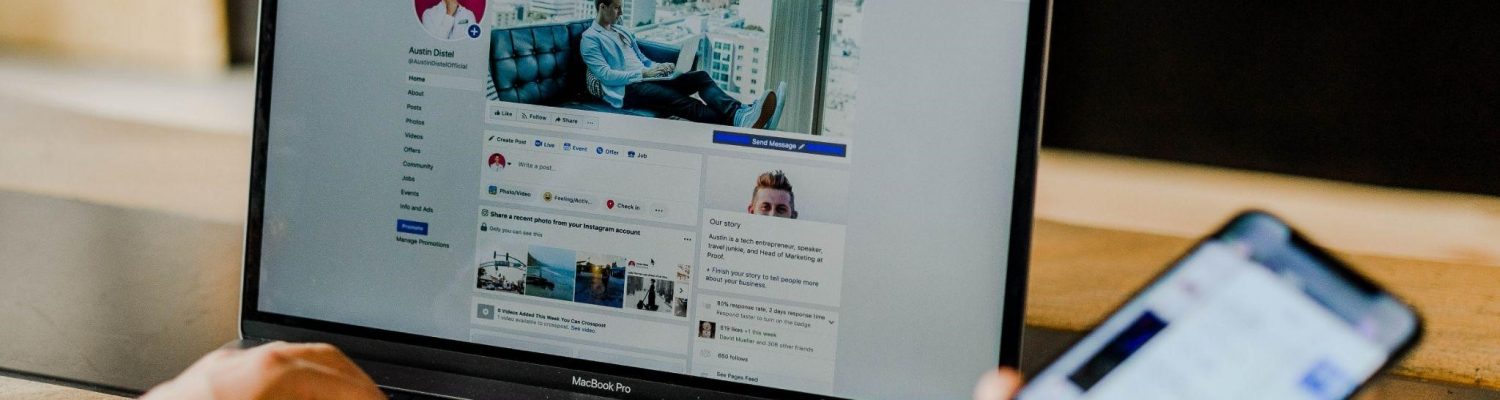 Austin Distel
@AustinDistelOfficial
Home
About
Posts
Photos
Videos
Offers
Community
Jobs
Events
Info and Ads
Promote
Manage Promotions
Like Follow Share ...
Send Message
Create Post Live Event Offer Job
Write a post...
Photo/Video Feeling/Activ... Check in ...
Share a recent photo from your Instagram account
Only you can see this
6 Videos Added This Week You Can Crosspost
1 video available to crosspost. See video.
Our story
Austin is a tech entrepreneur, speaker,
travel junkie, and Head of Marketing at
Proof.
+ Finish your story to tell people more
about your business.
80% response rate, 2 days response time
Respond faster to turn on the badge
619 likes +1 this week
David Mueller and 308 other friends
650 follows
See Pages Feed
MacBook Pro